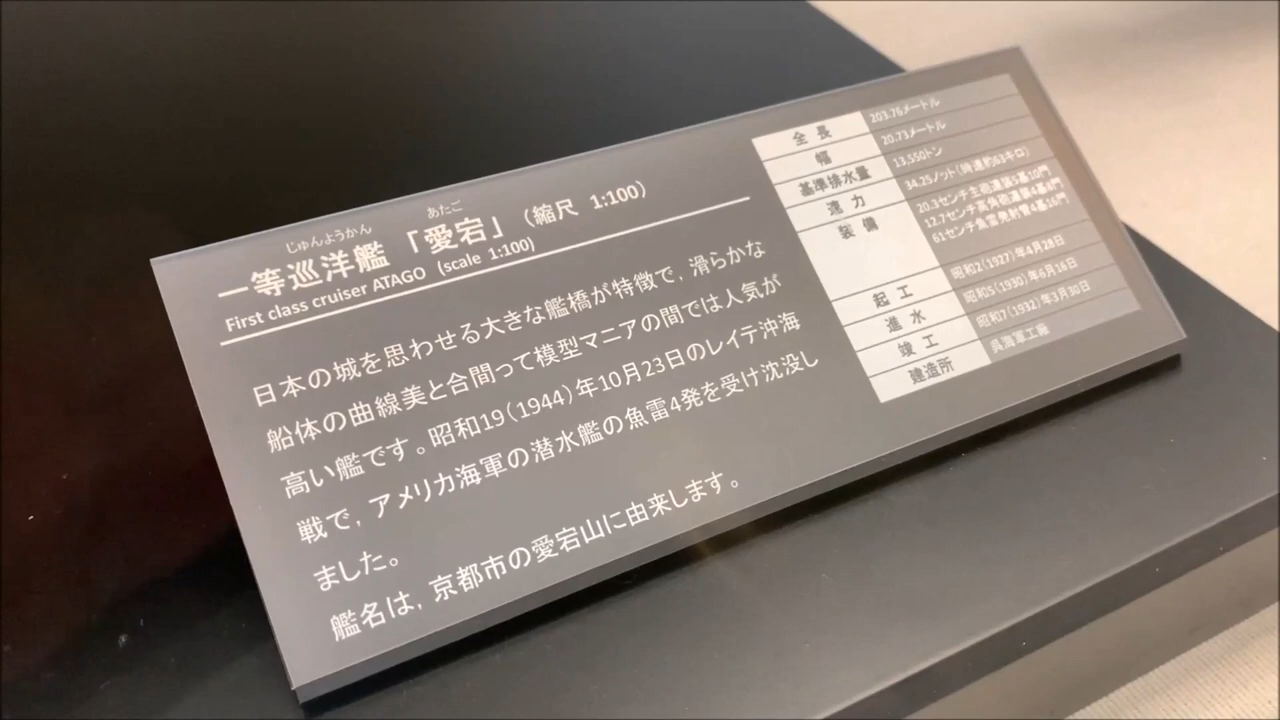 じゅんようかん あたご
一等巡洋艦 「愛宕」 (縮尺 1:100)
First class cruiser ATAGO (scale 1:100)
日本の城を思わせる大きな艦橋が特徴で,滑らかな
船体の曲線美と合間って模型マニアの間では人気が
高い艦です。昭和19(1944)年10月23日のレイテ沖海
戦で,アメリカ海軍の潜水艦の魚雷4発を受け沈没し
ました。
艦名は,京都市の愛宕山に由来します。
全長 203.76メートル
幅 20.73メートル
基準排水量 13,550トン
速力 34.25ノット(時速約63キロ)
装備 20.3センチ主砲連装5基10門
12.7センチ高角砲連装4基8門
61センチ魚雷発射管4基16門
起工 昭和2(1927)年4月28日
進水 昭和5(1930)年6月16日
竣工 昭和7(1932)年3月30日
建造所 呉海軍工廠